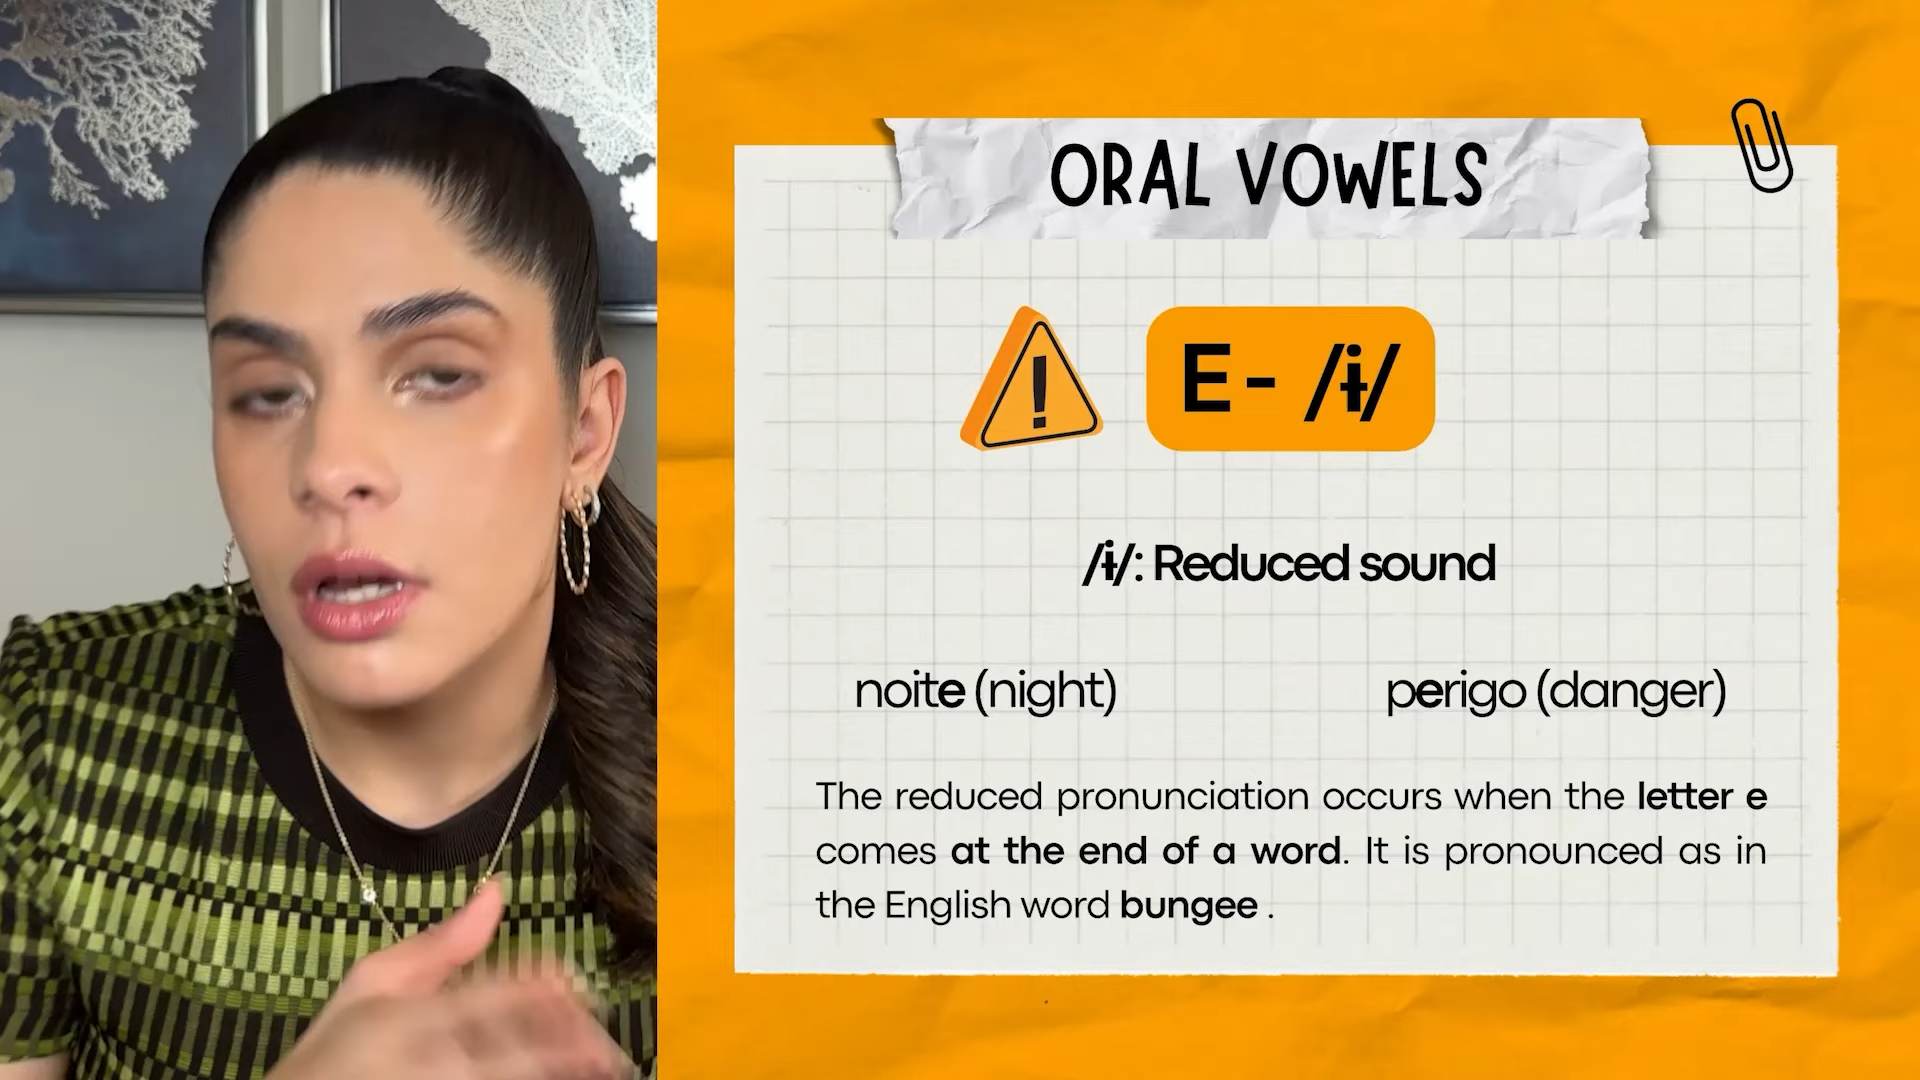 ORAL VOWELS
E - /ɨ/
/ɨ/: Reduced sound
noite (night)
perigo (danger)
The reduced pronunciation occurs when the letter e
comes at the end of a word. It is pronounced as in
the English word bungee .